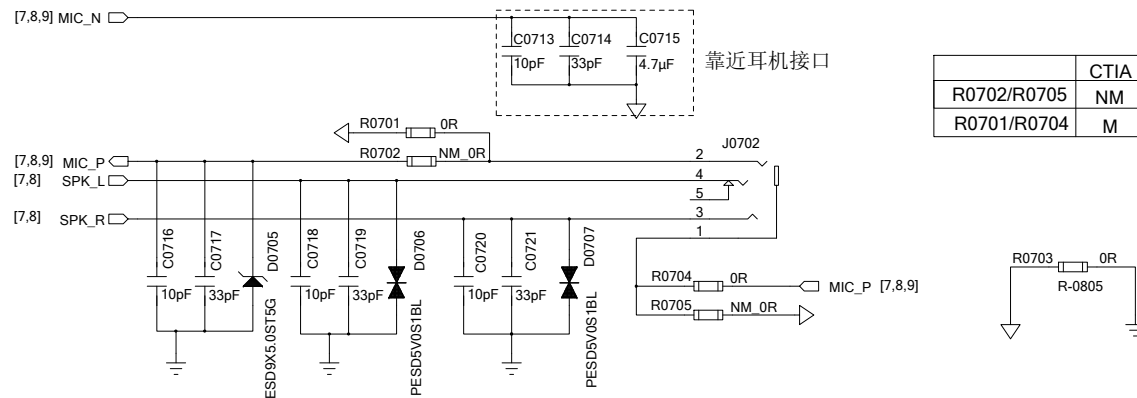 [7,8,9] MIC_N
C0713
C0714
C0715
10pF
33pF
4.7µF
靠近耳机接口
CTIA
R0702/R0705 NM
R0701/R0704 M
R0701 0R
R0702 NM_0R
J0702
[7,8,9] MIC_P
[7,8] SPK_L
[7,8] SPK_R
2
4
5
3
1
C0716
C0717
D0705
C0718
C0719
D0706
C0720
C0721
D0707
10pF
33pF
ESD9X5.0ST5G
10pF
33pF
PESD5V0S1BL
10pF
33pF
PESD5V0S1BL
R0704 0R
MIC_P [7,8,9]
R0705 NM_0R
R0703 0R
R-0805